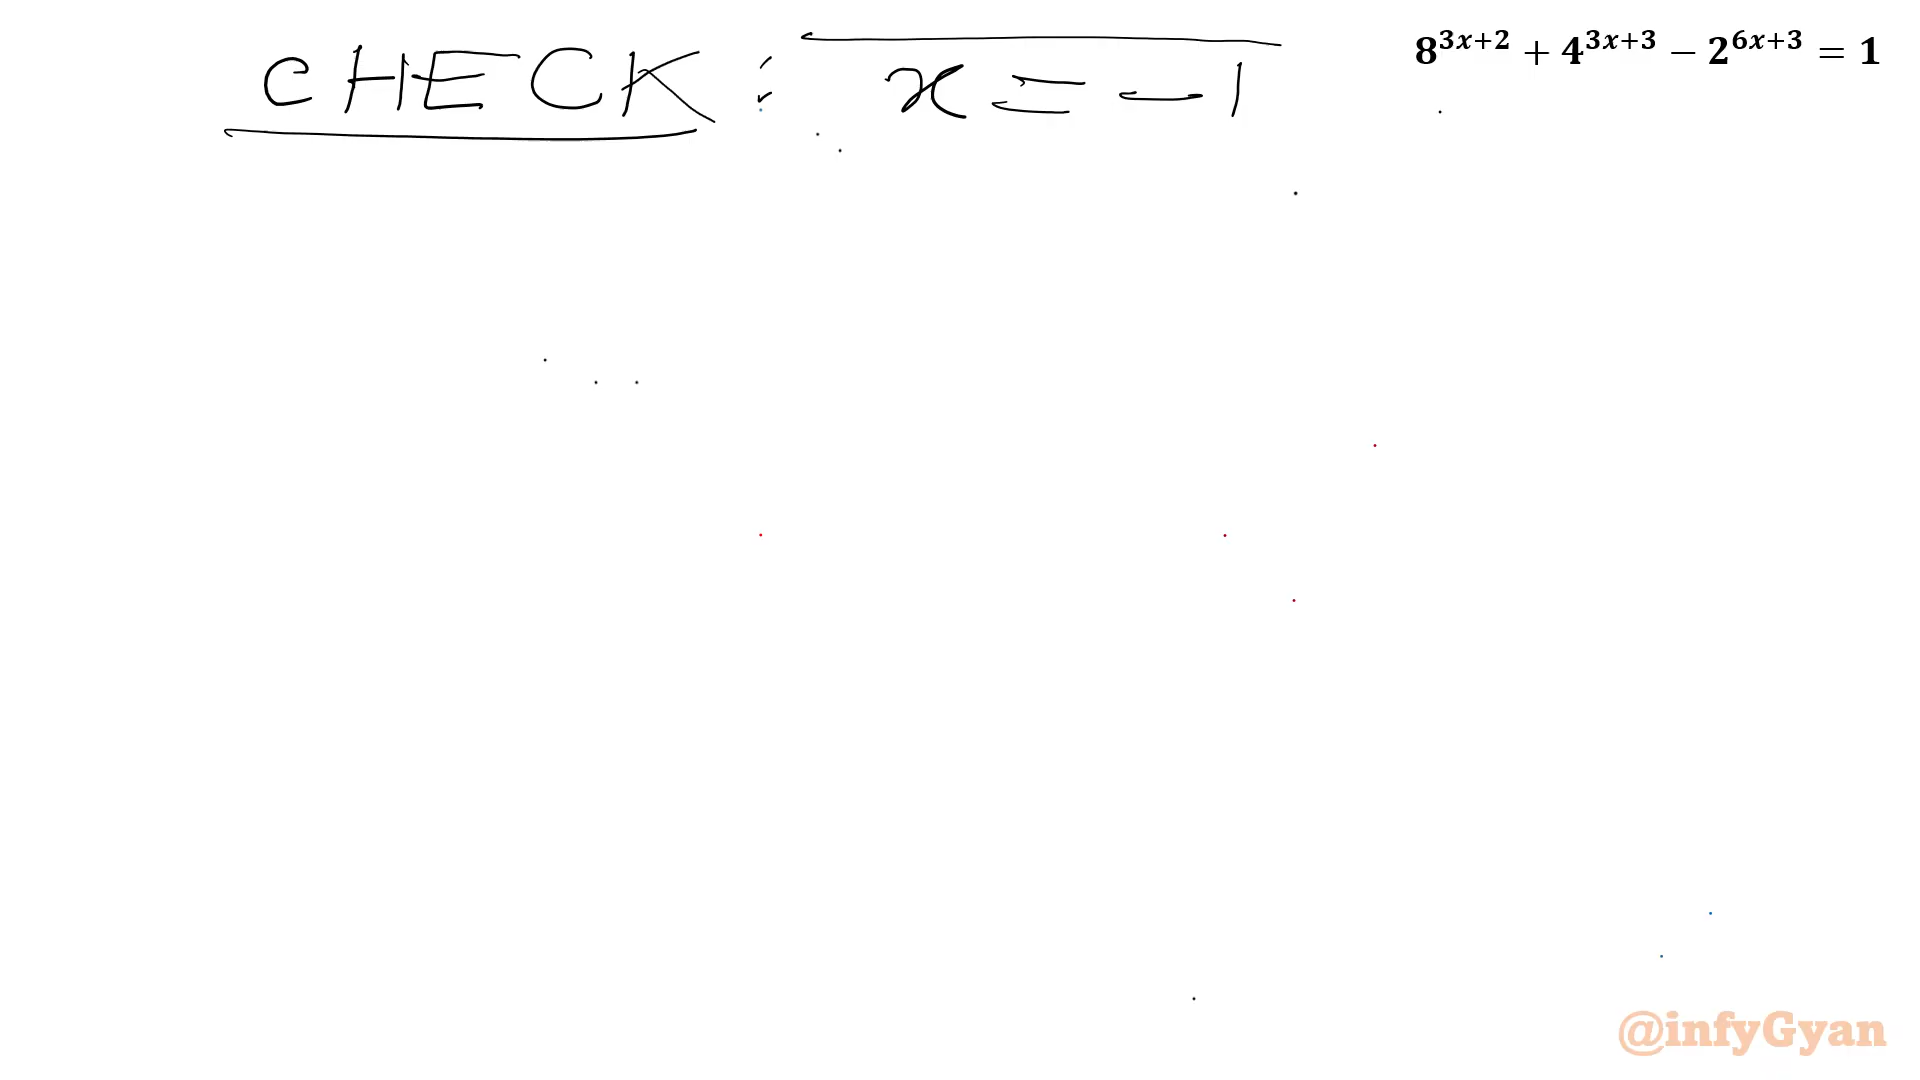 CHECK : x = -1
8^{3x+2} + 4^{3x+3} − 2^{6x+3} = 1
@infyGyan